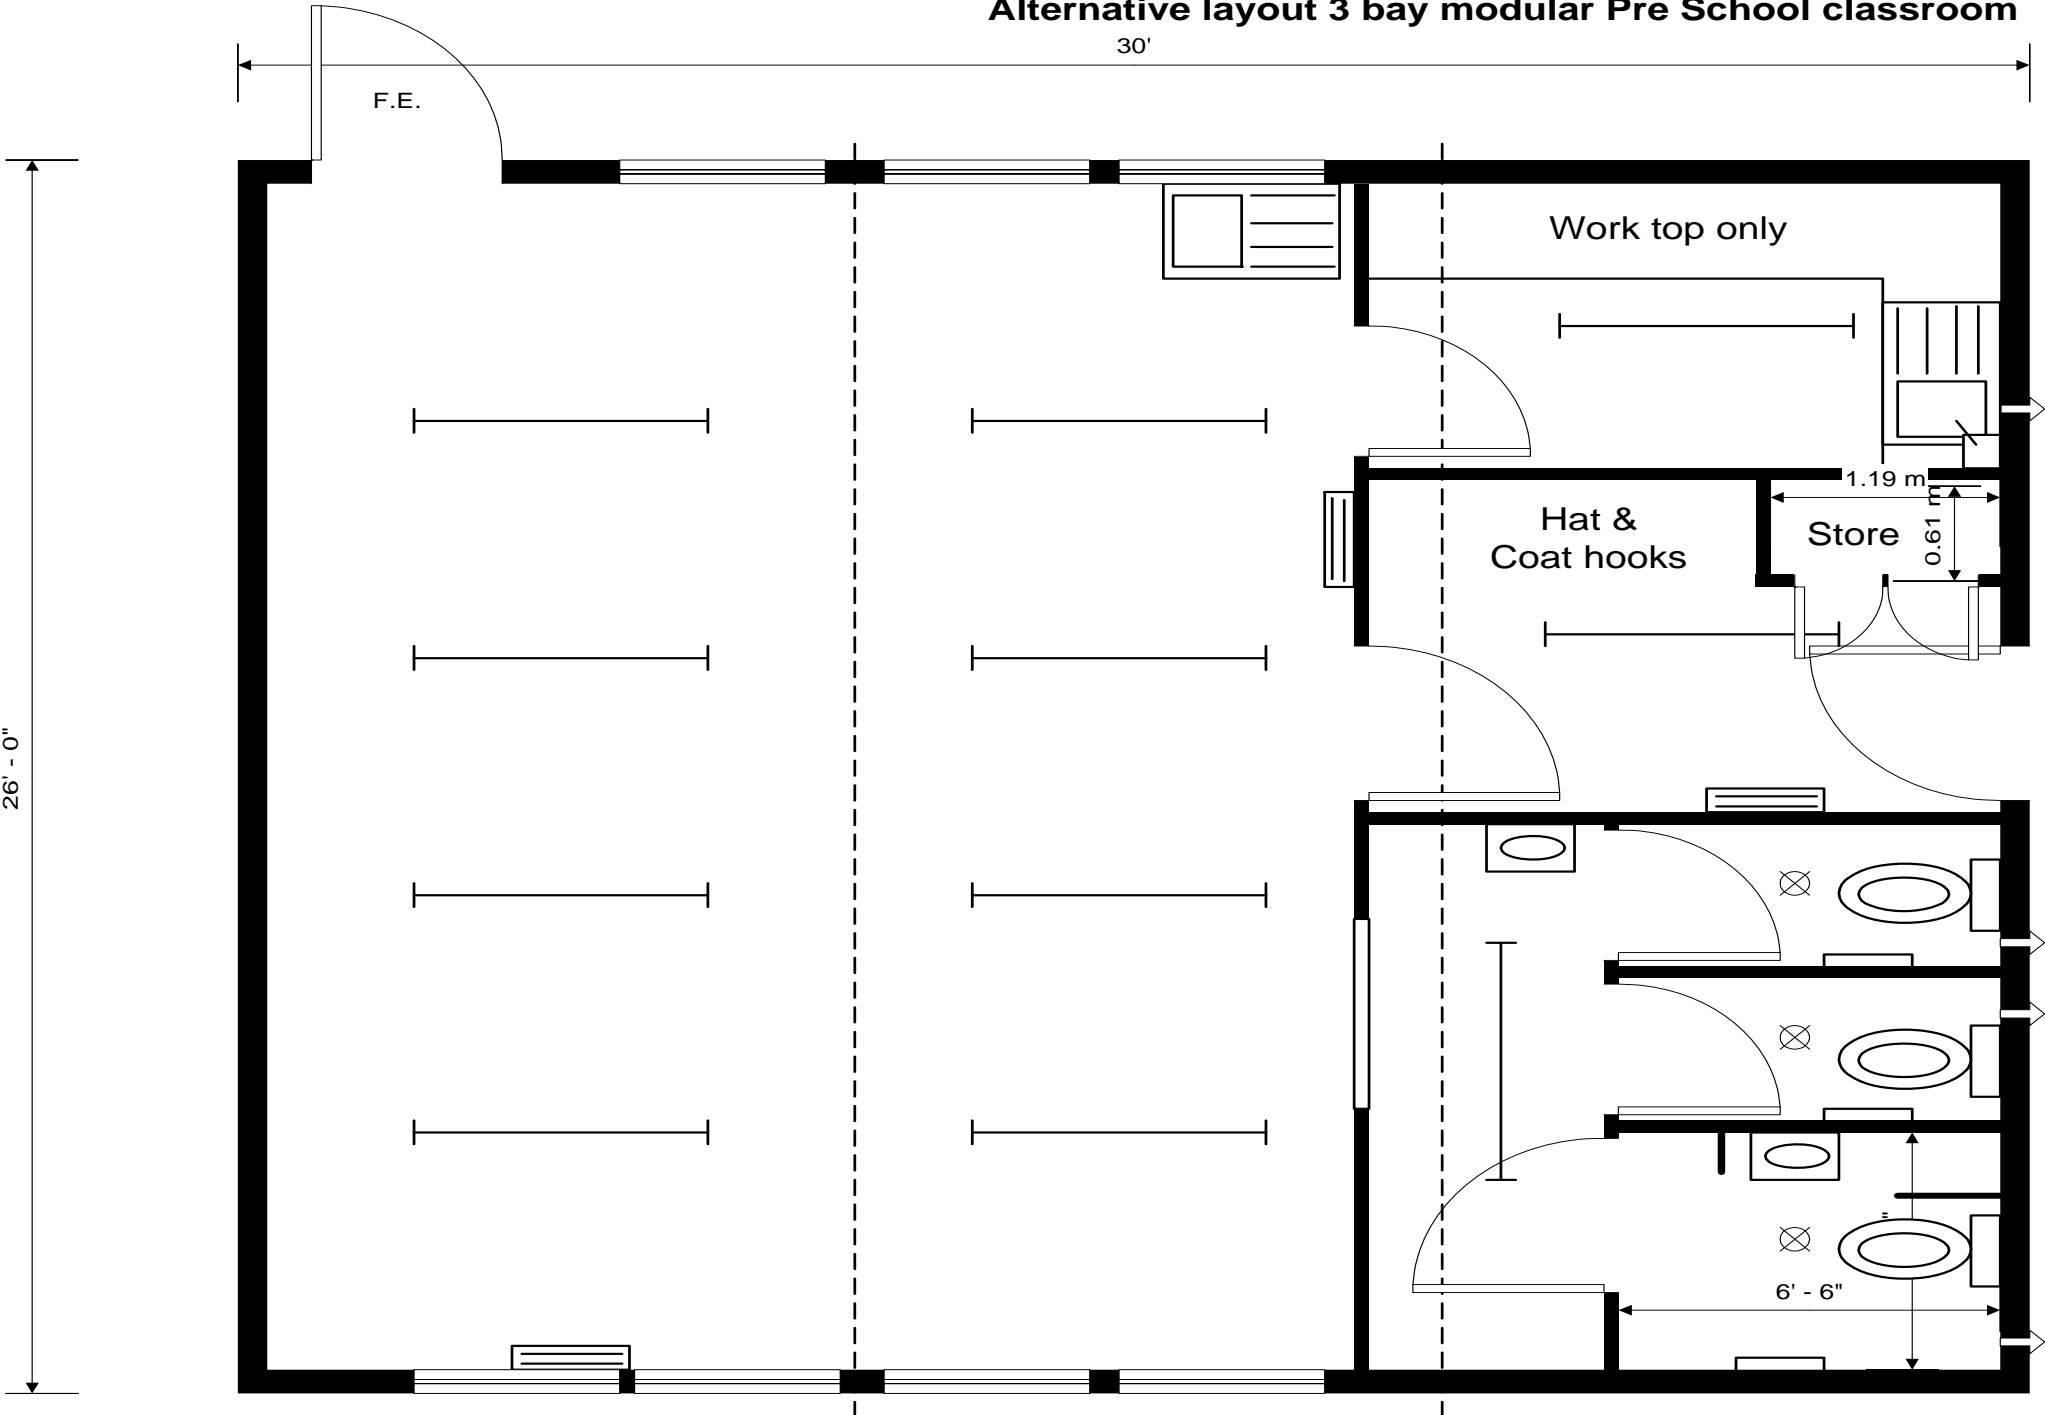 Alternative layout 3 bay modular Pre School classroom
30'
F.E.
Work top only
1.19 m
Hat &
Coat hooks
Store
0.61 m
26' - 0"
6' - 6"